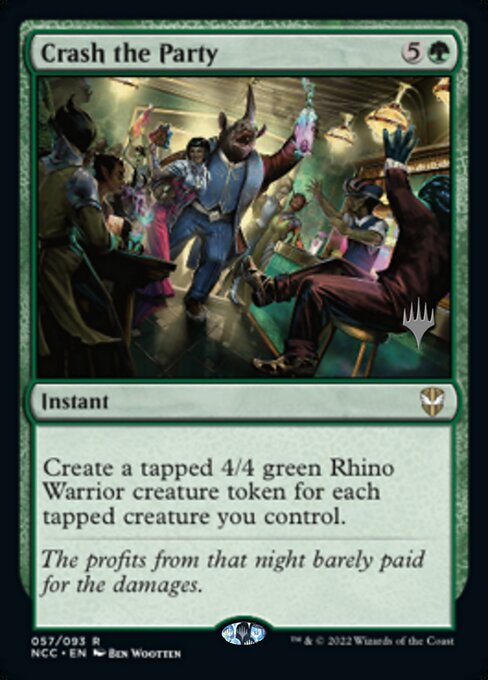 Crash the Party 5
Instant
Create a tapped 4/4 green Rhino
Warrior creature token for each
tapped creature you control.
The profits from that night barely paid
for the damages.
057/093 R
NCC • EN Ben Wootten
™ & © 2022 Wizards of the Coast